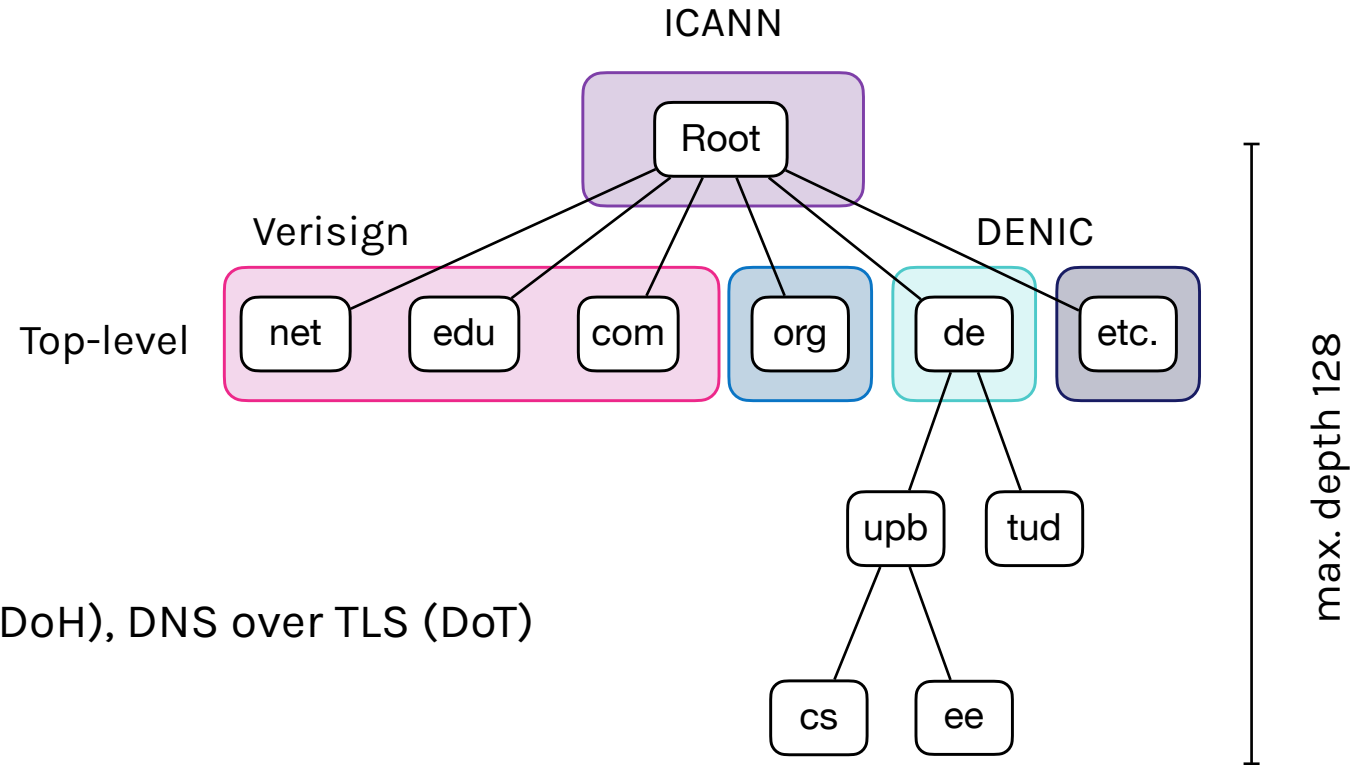 ICANN
Root
Verisign
DENIC
Top-level
net
edu
com
org
de
etc.
max. depth 128
upb
tud
DoH), DNS over TLS (DoT)
cs
ee